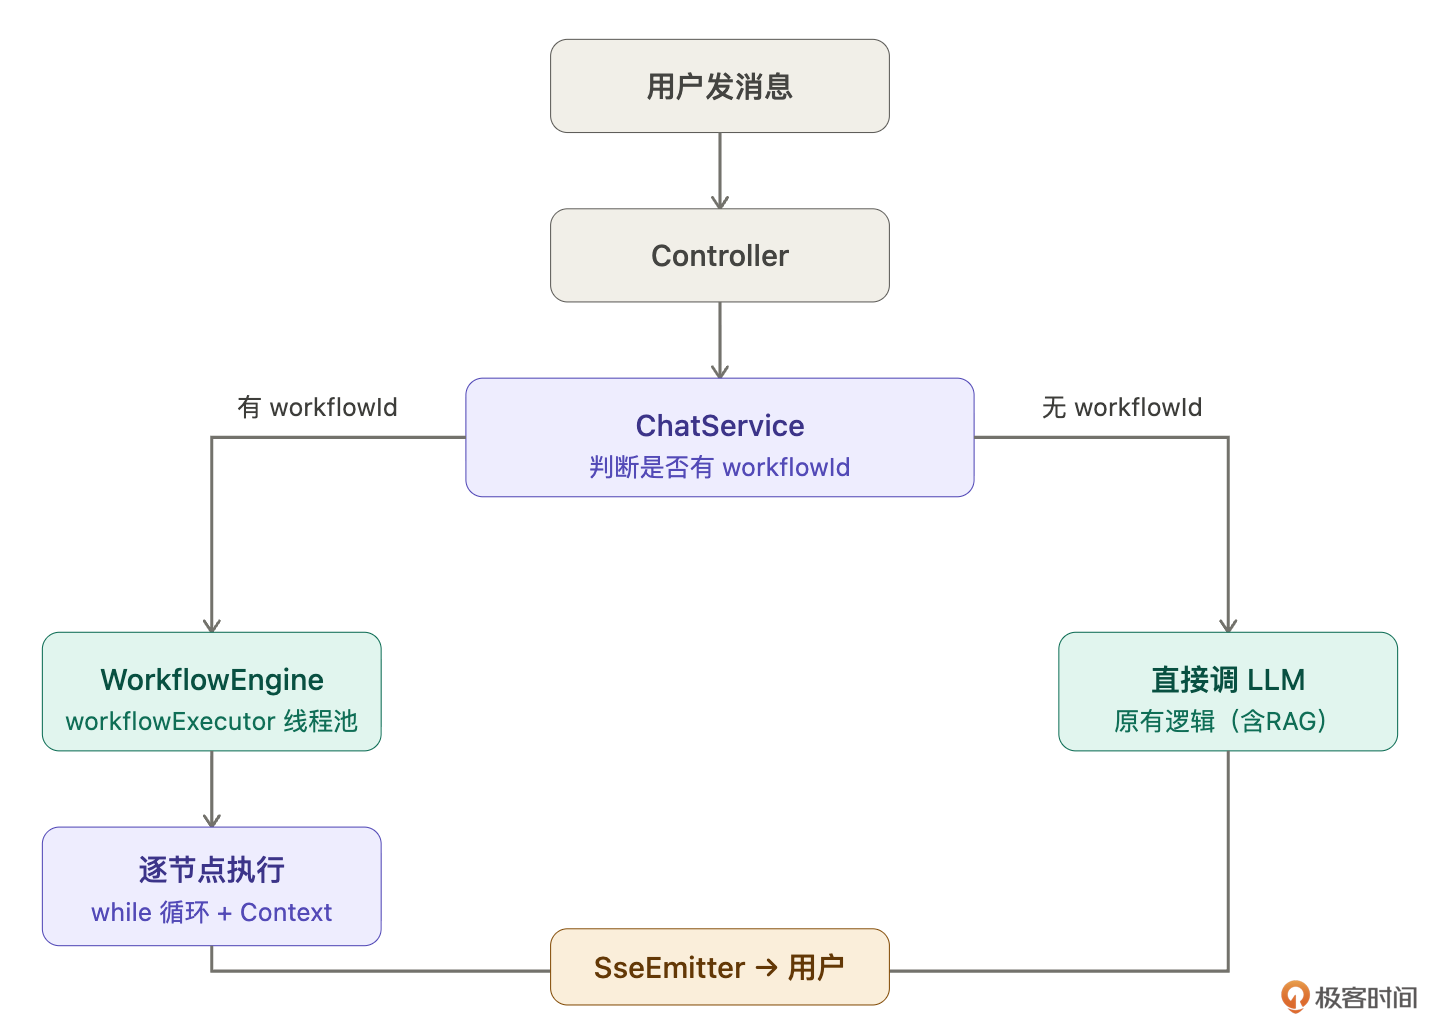 用户发消息
Controller
有 workflowId
无 workflowId
ChatService
判断是否有 workflowId
WorkflowEngine
workflowExecutor 线程池
直接调 LLM
原有逻辑（含RAG）
逐节点执行
while 循环 + Context
SseEmitter → 用户
极客时间